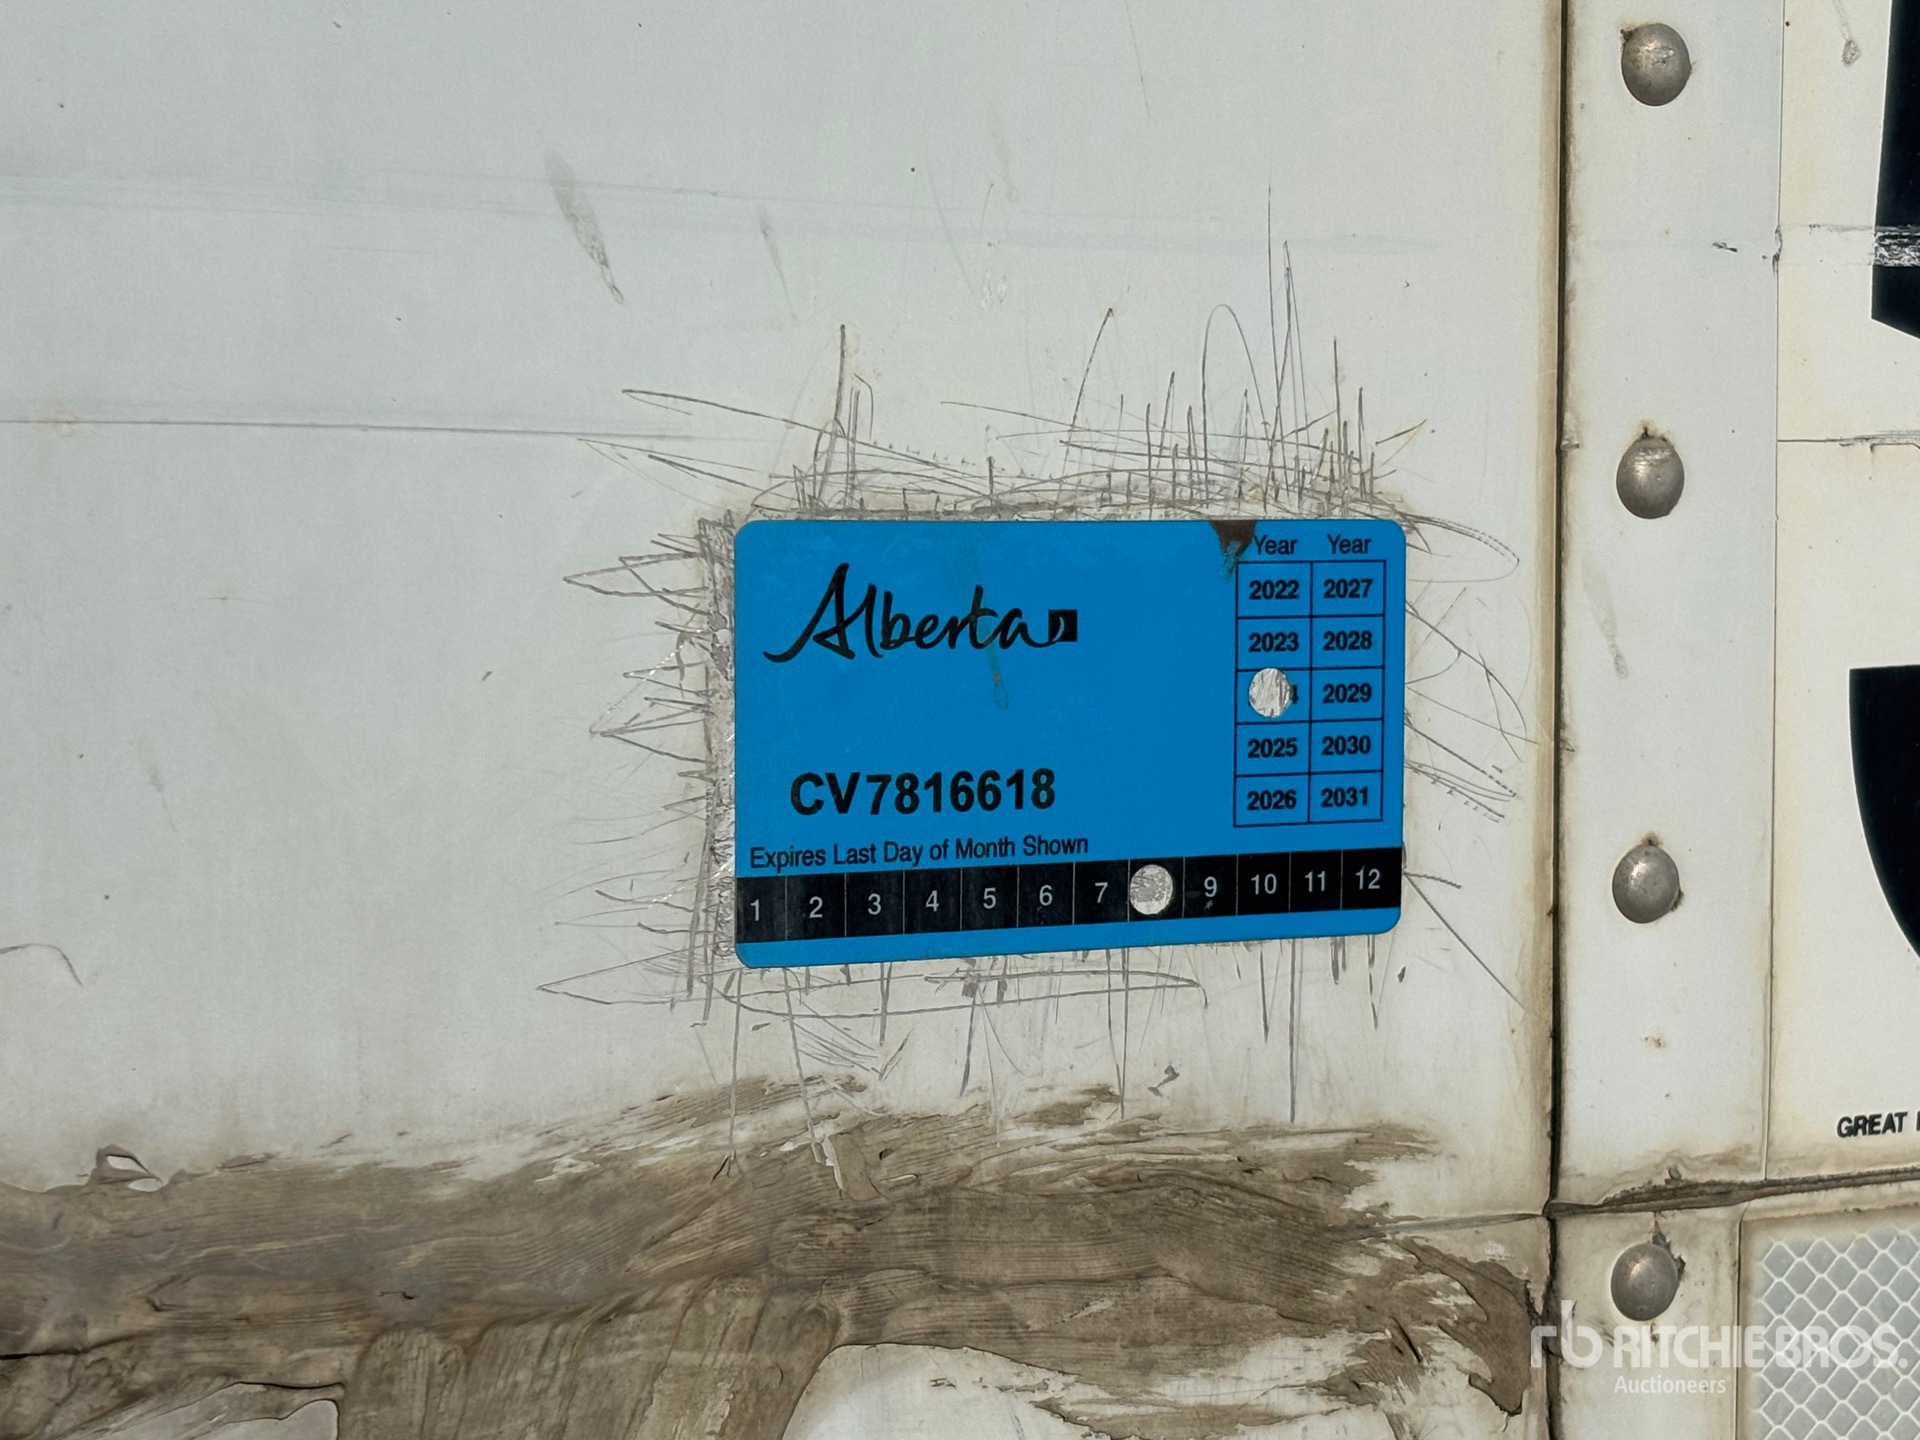 Alberta
Year Year
2022 2027
2023 2028
2029
2025 2030
2026 2031
CV7816618
Expires Last Day of Month Shown
1 2 3 4 5 6 7 9 10 11 12
GREAT
rb RITCHIE BROS.
Auctioneers